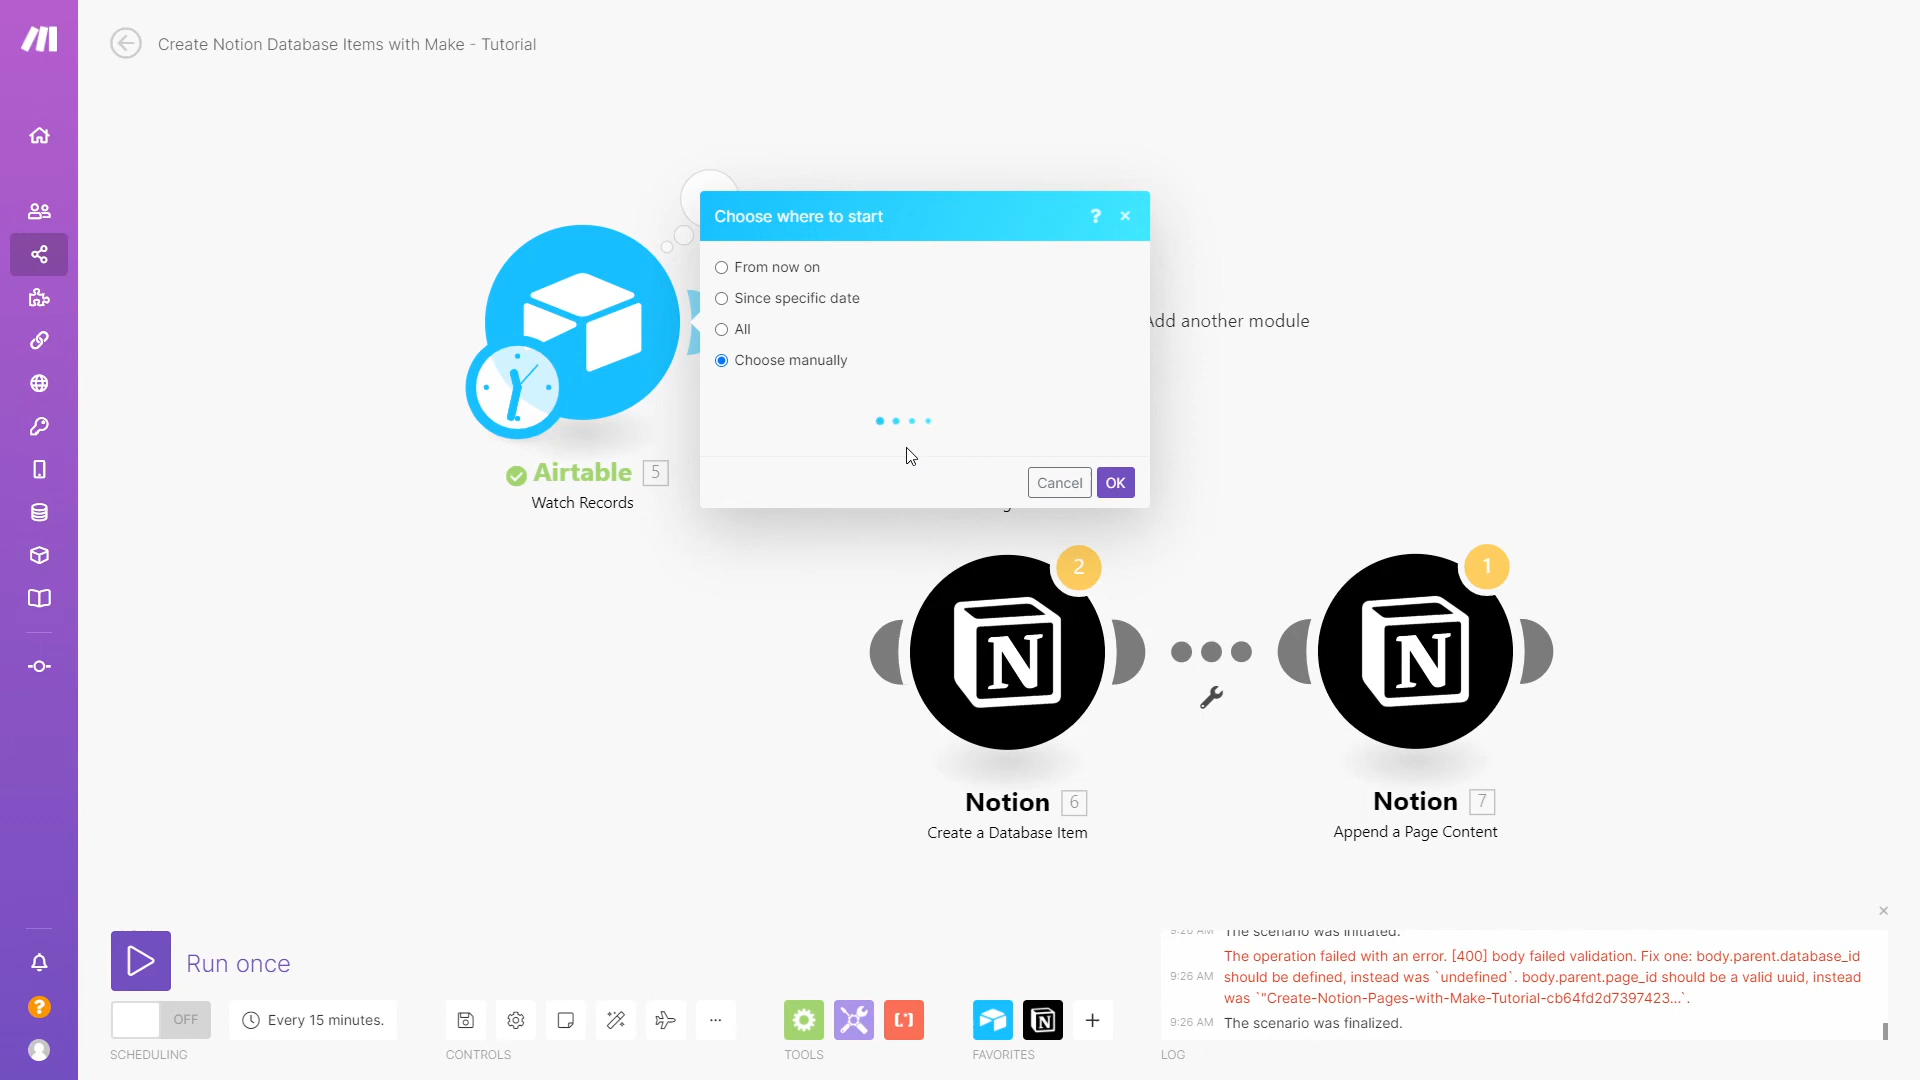 Create Notion Database Items with Make - Tutorial
Choose where to start
?
From now on
Since specific date
All
Choose manually
Add another module
Cancel
OK
Airtable 5
Watch Records
2
1
Notion 6
Create a Database Item
Notion 7
Append a Page Content
Run once
OFF
Every 15 minutes.
SCHEDULING
CONTROLS
TOOLS
FAVORITES
LOG
9:26 AM The scenario was initiated.
The operation failed with an error. [400] body failed validation. Fix one: body.parent.database_id
9:26 AM should be defined, instead was `undefined`. body.parent.page_id should be a valid uuid, instead
was `"Create-Notion-Pages-with-Make-Tutorial-cb64fd2d7397423...`.
9:26 AM The scenario was finalized.
?